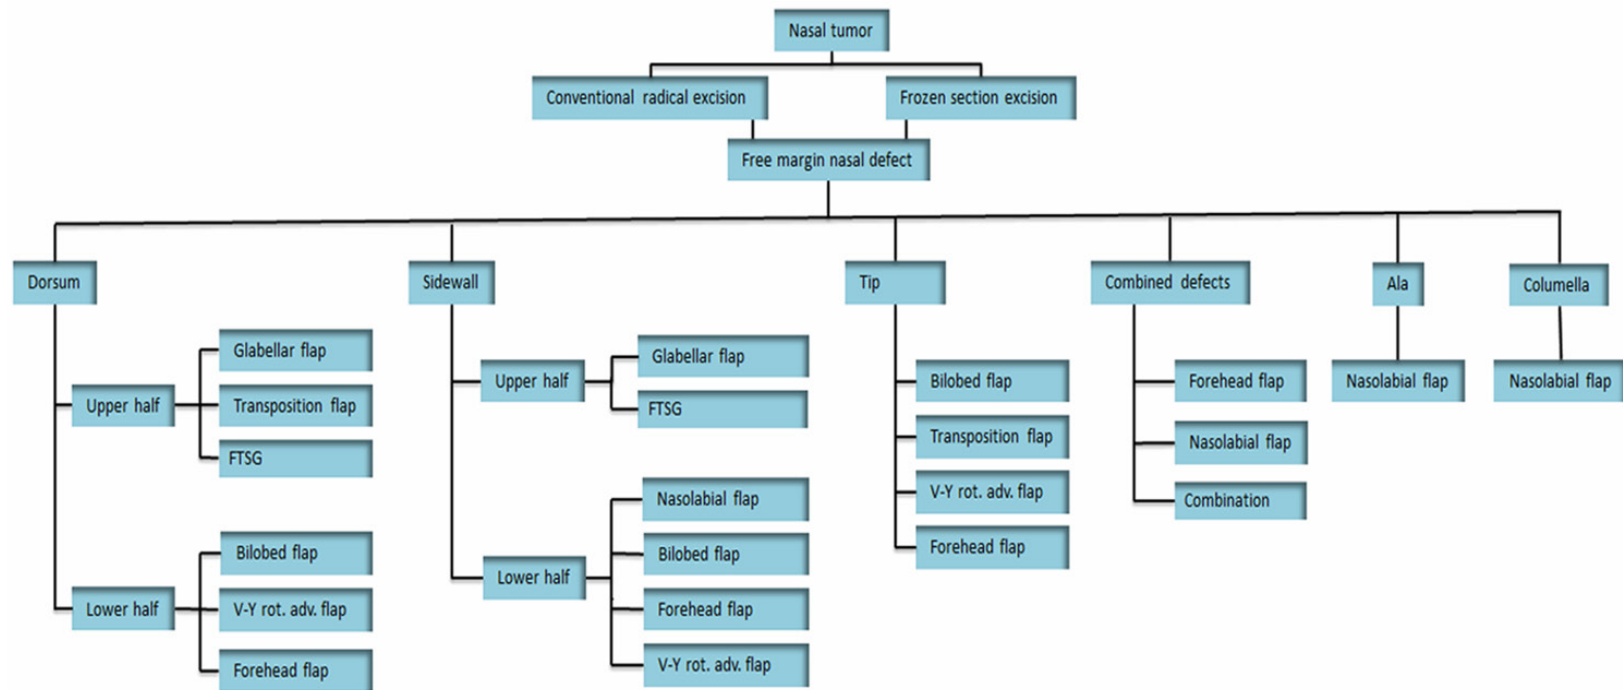 Nasal tumor
Conventional radical excision
Frozen section excision
Free margin nasal defect
Dorsum
Sidewall
Tip
Combined defects
Ala
Columella
Upper half
Glabellar flap
Transposition flap
FTSG
Lower half
Bilobed flap
V-Y rot. adv. flap
Forehead flap
Upper half
Glabellar flap
FTSG
Lower half
Nasolabial flap
Bilobed flap
Forehead flap
V-Y rot. adv. flap
Bilobed flap
Transposition flap
V-Y rot. adv. flap
Forehead flap
Forehead flap
Nasolabial flap
Combination
Nasolabial flap
Nasolabial flap